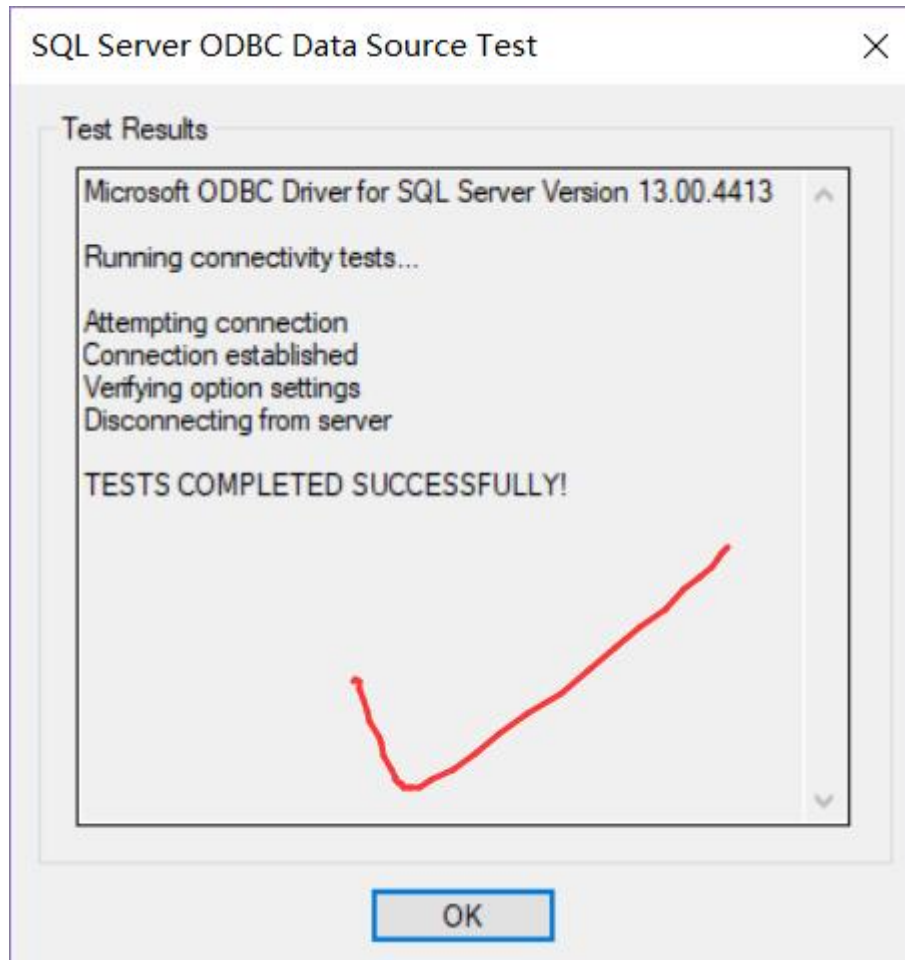 SQL Server ODBC Data Source Test
Test Results
Microsoft ODBC Driver for SQL Server Version 13.00.4413
Running connectivity tests...
Attempting connection
Connection established
Verifying option settings
Disconnecting from server
TESTS COMPLETED SUCCESSFULLY!
OK